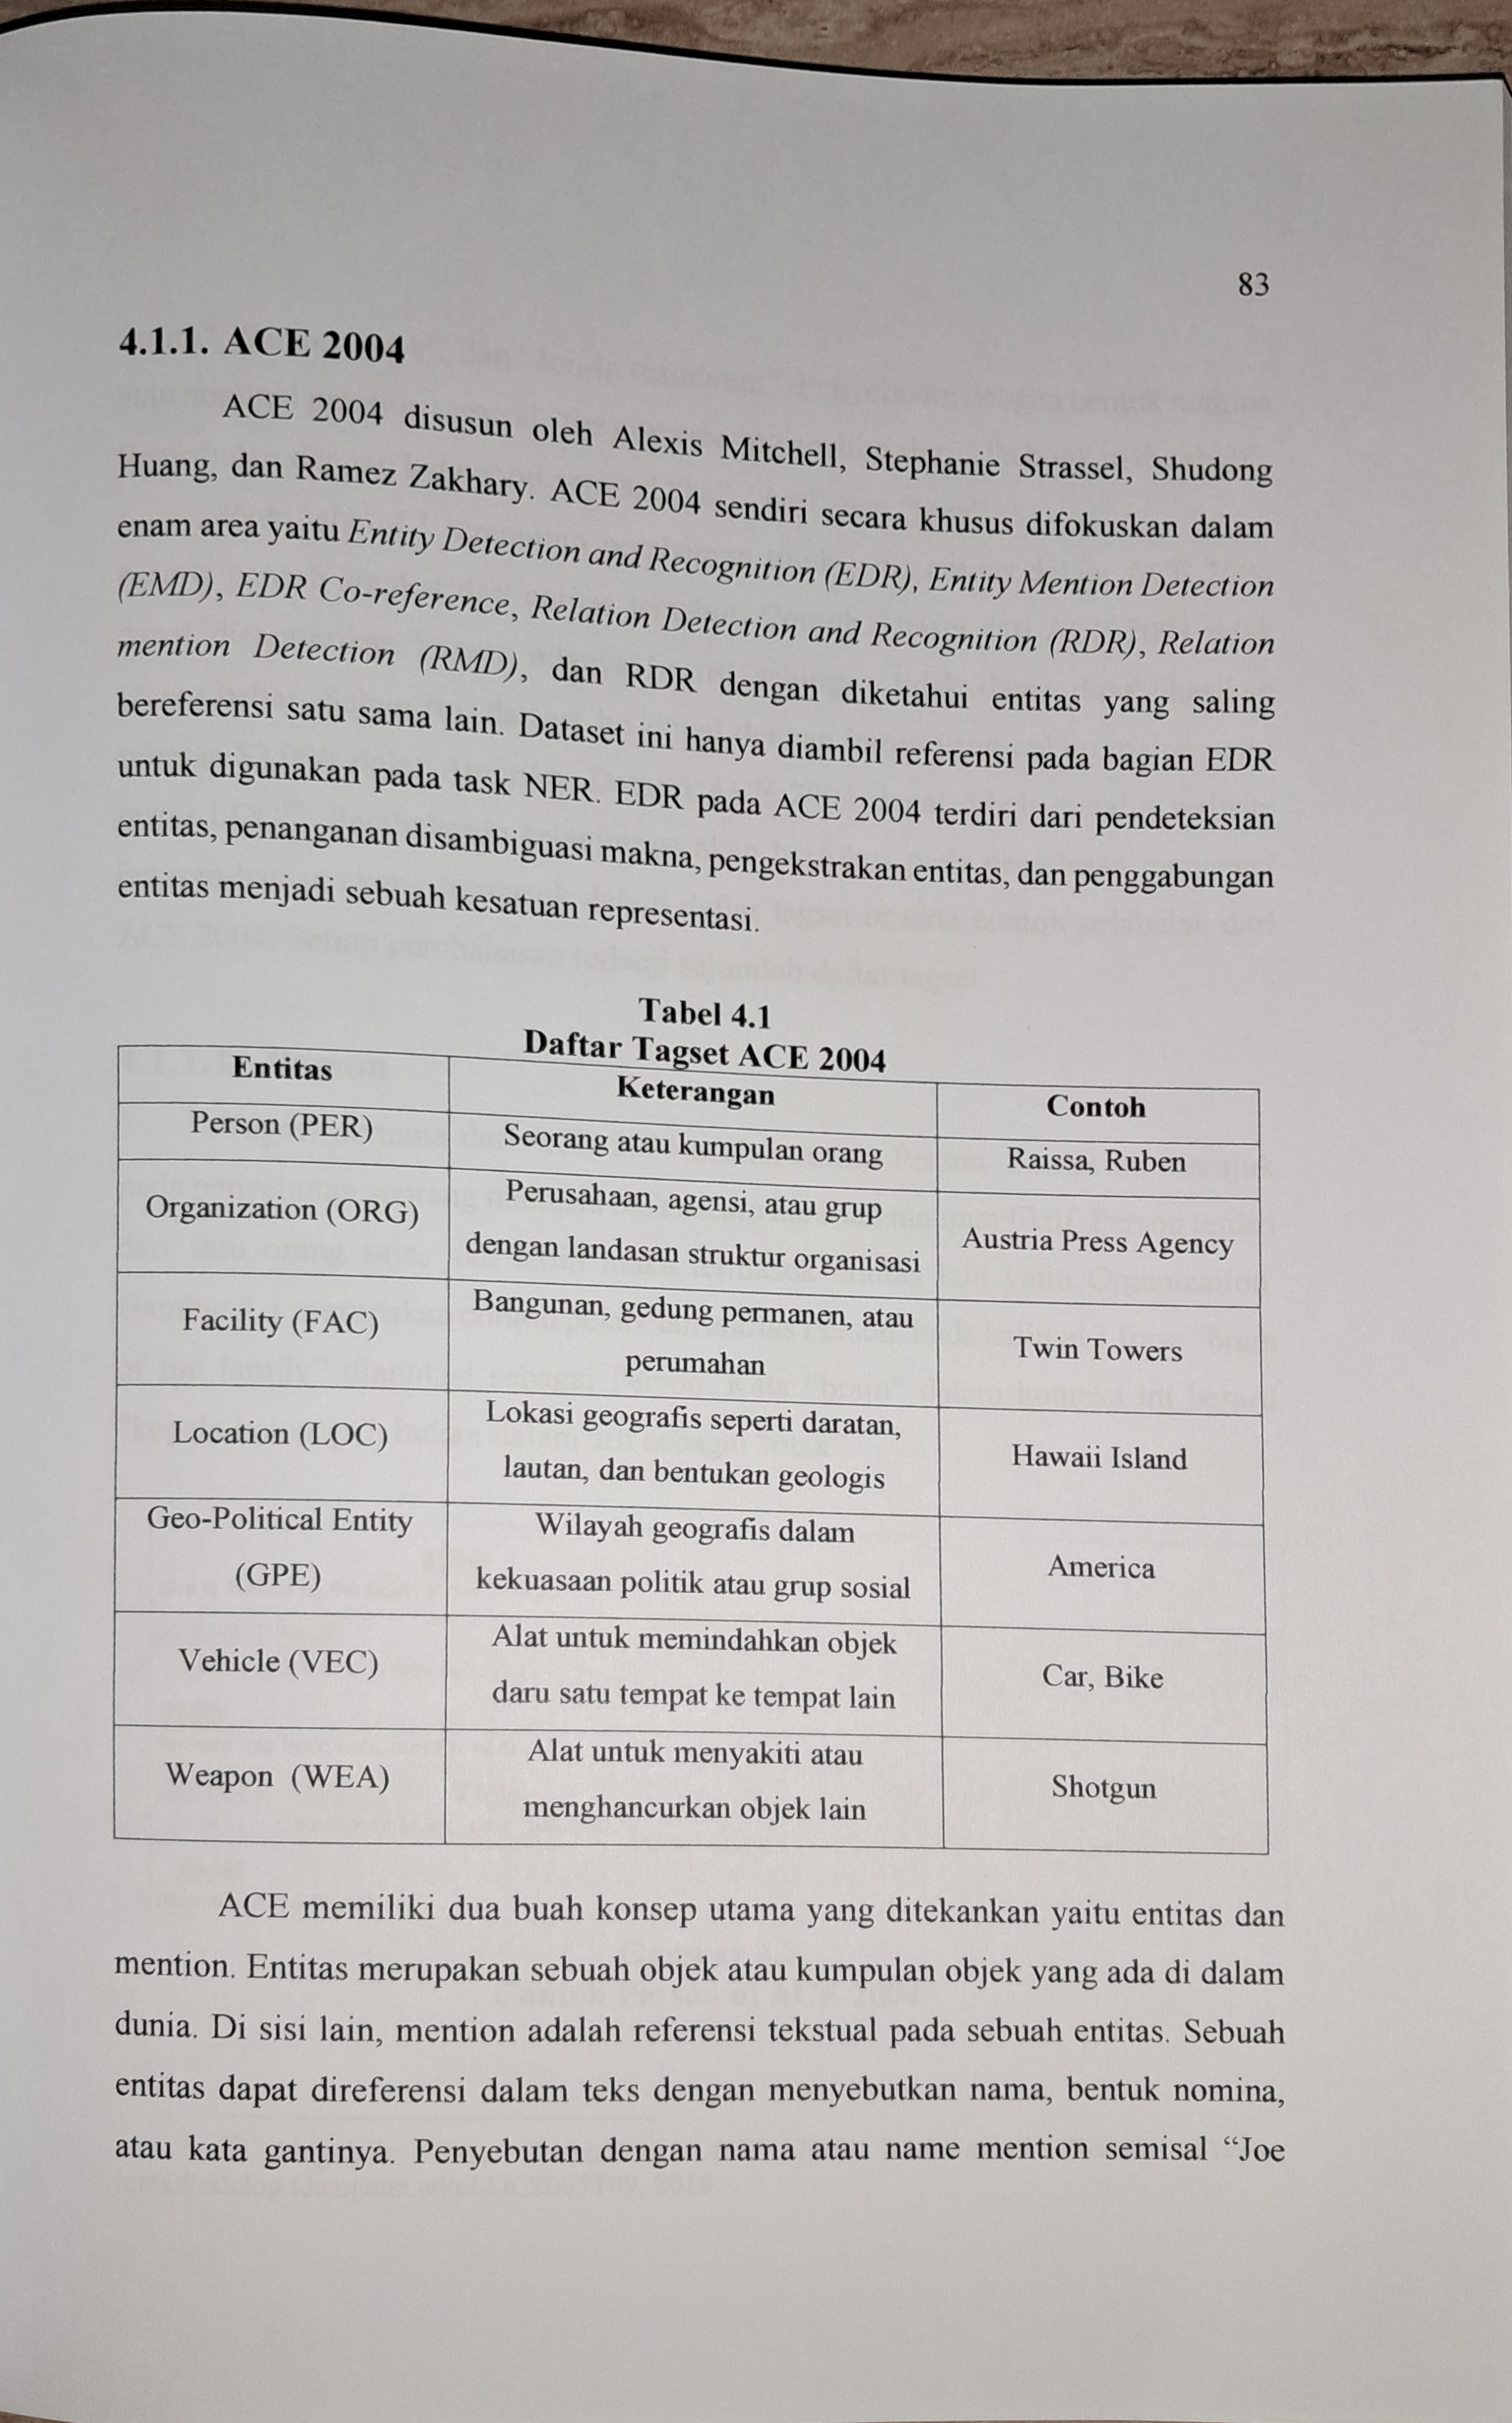 83
4.1.1. ACE 2004
ACE 2004 disusun oleh Alexis Mitchell, Stephanie Strassel, Shudong
Huang, dan Ramez Zakhary. ACE 2004 sendiri secara khusus difokuskan dalam
enam area yaitu Entity Detection and Recognition (EDR), Entity Mention Detection
(EMD), EDR Co-reference, Relation Detection and Recognition (RDR), Relation
mention Detection (RMD), dan RDR dengan diketahui entitas yang saling
bereferensi satu sama lain. Dataset ini hanya diambil referensi pada bagian EDR
untuk digunakan pada task NER. EDR pada ACE 2004 terdiri dari pendeteksian
entitas, penanganan disambiguasi makna, pengekstrakan entitas, dan penggabungan
entitas menjadi sebuah kesatuan representasi.
Tabel 4.1
Daftar Tagset ACE 2004
Entitas Keterangan Contoh
Person (PER) Seorang atau kumpulan orang Raissa, Ruben
Organization (ORG) Perusahaan, agensi, atau grup
dengan landasan struktur organisasi Austria Press Agency
Facility (FAC) Bangunan, gedung permanen, atau
perumahan Twin Towers
Location (LOC) Lokasi geografis seperti daratan,
lautan, dan bentukan geologis Hawaii Island
Geo-Political Entity Wilayah geografis dalam
(GPE) kekuasaan politik atau grup sosial America
Vehicle (VEC) Alat untuk memindahkan objek
daru satu tempat ke tempat lain Car, Bike
Weapon (WEA) Alat untuk menyakiti atau
menghancurkan objek lain Shotgun
ACE memiliki dua buah konsep utama yang ditekankan yaitu entitas dan
mention. Entitas merupakan sebuah objek atau kumpulan objek yang ada di dalam
dunia. Di sisi lain, mention adalah referensi tekstual pada sebuah entitas. Sebuah
entitas dapat direferensi dalam teks dengan menyebutkan nama, bentuk nomina,
atau kata gantinya. Penyebutan dengan nama atau name mention semisal “Joe